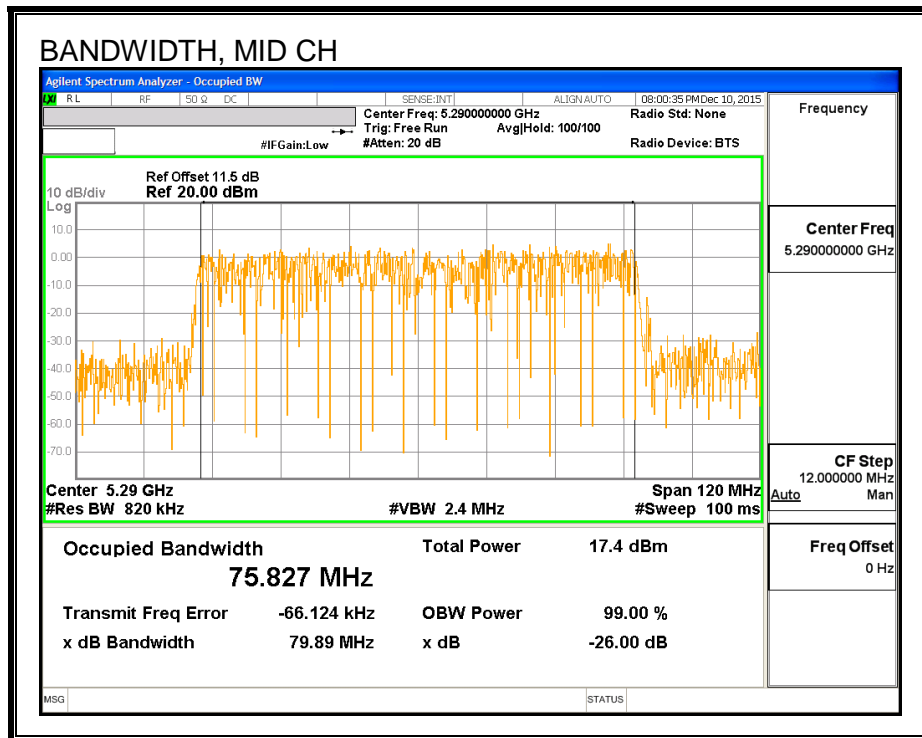 BANDWIDTH, MID CH
Agilent Spectrum Analyzer - Occupied BW
LXI RL RF 50 Ω DC SENSE:INT ALIGN AUTO 08:00:35 PM Dec 10, 2015
Center Freq: 5.290000000 GHz Radio Std: None
Trig: Free Run Avg|Hold: 100/100
#IFGain:Low #Atten: 20 dB Radio Device: BTS
Frequency
Ref Offset 11.5 dB
10 dB/div Ref 20.00 dBm
Log
10.0
0.00
-10.0
-20.0
-30.0
-40.0
-50.0
-60.0
-70.0
Center 5.29 GHz Span 120 MHz
#Res BW 820 kHz #VBW 2.4 MHz #Sweep 100 ms
Occupied Bandwidth Total Power 17.4 dBm
75.827 MHz
Transmit Freq Error -66.124 kHz OBW Power 99.00 %
x dB Bandwidth 79.89 MHz x dB -26.00 dB
Center Freq
5.290000000 GHz
CF Step
12.000000 MHz
Auto Man
Freq Offset
0 Hz
MSG STATUS